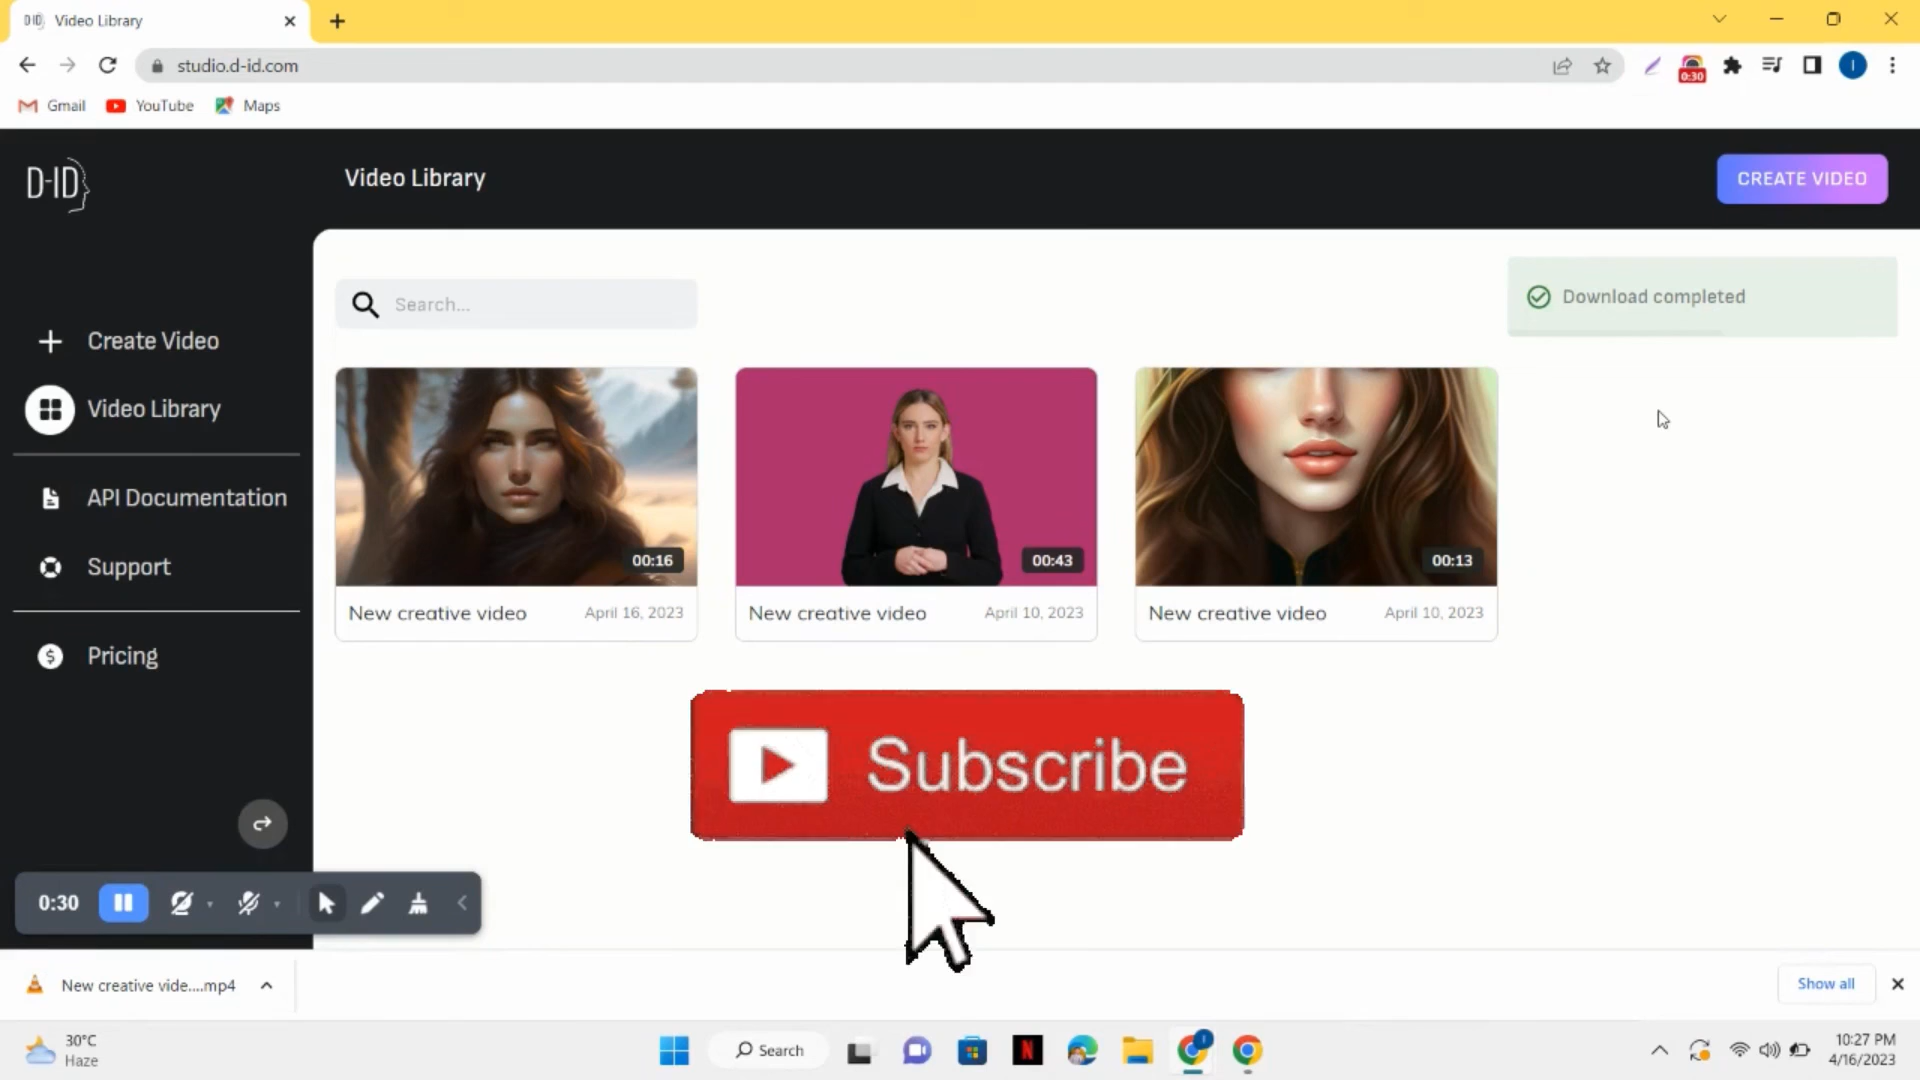 D-ID Video Library
studio.d-id.com
0:30
Gmail YouTube Maps
D-ID
Video Library
CREATE VIDEO
Search...
Download completed
Create Video
Video Library
API Documentation
Support
Pricing
00:16
00:43
00:13
New creative video April 16, 2023
New creative video April 10, 2023
New creative video April 10, 2023
Subscribe
0:30
New creative vide....mp4
Show all
30°C
Haze
Search
N
10:27 PM
4/16/2023